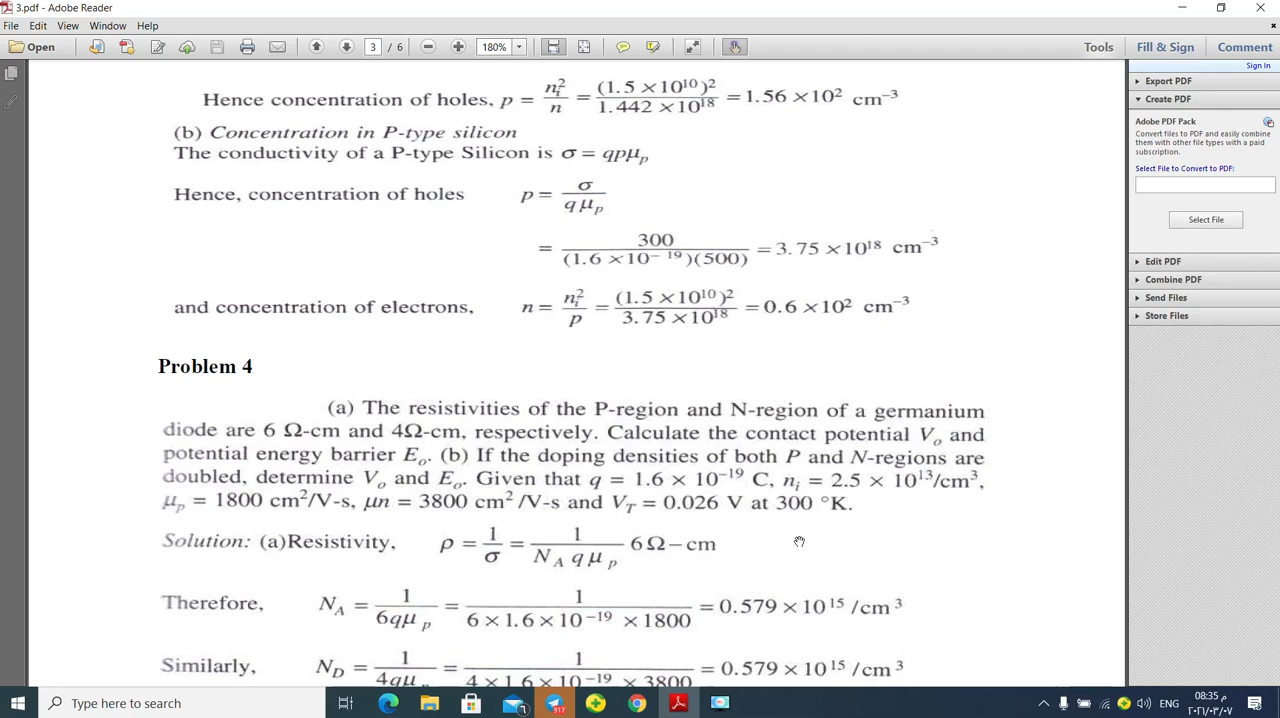 3.pdf - Adobe Reader
File Edit View Window Help
Open 3 / 6 180% Tools Fill & Sign Comment
Sign In
Export PDF
Create PDF
Adobe PDF Pack
Convert files to PDF and easily combine
them with other file types with a paid
subscription.
Select File to Convert to PDF:
Select File
Edit PDF
Combine PDF
Send Files
Store Files
Hence concentration of holes, p = n_i^2 / n = (1.5 ×10^10)^2 / 1.442 ×10^18 = 1.56 ×10^2 cm^−3
(b) Concentration in P-type silicon
The conductivity of a P-type Silicon is σ = qpμ_p
Hence, concentration of holes p = σ / q μ_p
= 300 / (1.6 ×10^−19)(500) = 3.75 ×10^18 cm^−3
and concentration of electrons, n = n_i^2 / p = (1.5 ×10^10)^2 / 3.75 ×10^18 = 0.6 ×10^2 cm^−3
Problem 4
(a) The resistivities of the P-region and N-region of a germanium
diode are 6 Ω-cm and 4Ω-cm, respectively. Calculate the contact potential V_o and
potential energy barrier E_o. (b) If the doping densities of both P and N-regions are
doubled, determine V_o and E_o. Given that q = 1.6 × 10^−19 C, n_i = 2.5 × 10^13/cm^3,
μ_p = 1800 cm^2/V-s, μn = 3800 cm^2/V-s and V_T = 0.026 V at 300 °K.
Solution: (a)Resistivity, ρ = 1 / σ = 1 / N_A q μ_p 6 Ω−cm
Therefore, N_A = 1 / 6qμ_p = 1 / 6×1.6×10^−19 ×1800 = 0.579×10^15 /cm^3
Similarly, N_D = 1 / 4qμ_p = 1 / 4×1.6×10^−19 ×3800 = 0.579×10^15 /cm^3
Type here to search
917
ENG
08:35 م
٢٠٢١/٠٣/٠٧